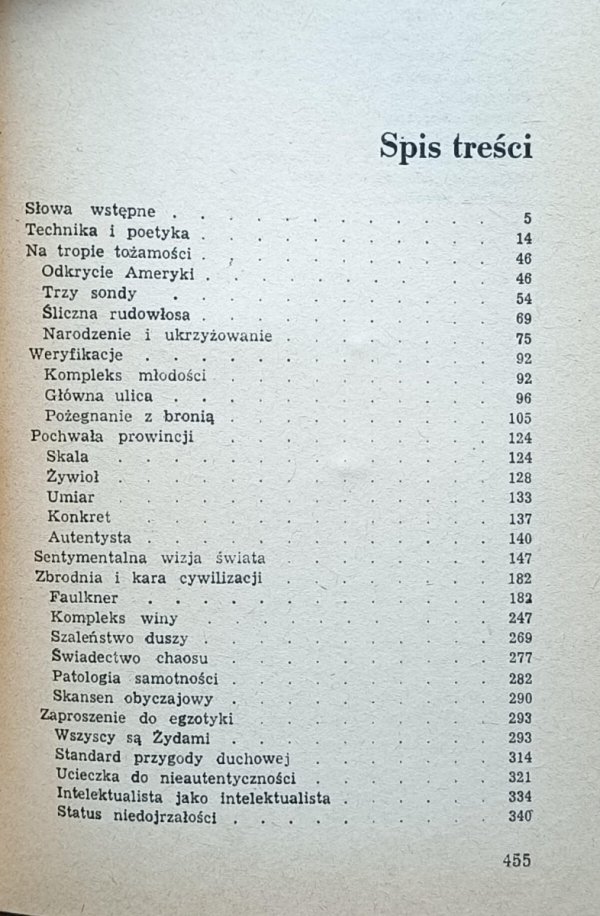 Spis treści
Słowa wstępne . . . . . . . . . . . . 5
Technika i poetyka . . . . . . . . . . . 14
Na tropie tożamości . . . . . . . . . . . 46
Odkrycie Ameryki . . . . . . . . . . . 46
Trzy sondy . . . . . . . . . . . . 54
Śliczna rudowłosa . . . . . . . . . . 69
Narodzenie i ukrzyżowanie . . . . . . . . 75
Weryfikacje . . . . . . . . . . . . . 92
Kompleks młodości . . . . . . . . . . 92
Główna ulica . . . . . . . . . . . . 96
Pożegnanie z bronią . . . . . . . . . . 105
Pochwała prowincji . . . . . . . . . . 124
Skala . . . . . . . . . . . . . . 124
Żywioł . . . . . . . . . . . . . . 128
Umiar . . . . . . . . . . . . . . 133
Konkret . . . . . . . . . . . . . 137
Autentysta . . . . . . . . . . . . . 140
Sentymentalna wizja świata . . . . . . . . 147
Zbrodnia i kara cywilizacji . . . . . . . . 182
Faulkner . . . . . . . . . . . . . 182
Kompleks winy . . . . . . . . . . . 247
Szaleństwo duszy . . . . . . . . . . . 269
Świadectwo chaosu . . . . . . . . . . 277
Patologia samotności . . . . . . . . . . 282
Skansen obyczajowy . . . . . . . . . . 290
Zaproszenie do egzotyki . . . . . . . . . 293
Wszyscy są Żydami . . . . . . . . . . 293
Standard przygody duchowej . . . . . . . . 314
Ucieczka do nieautentyczności . . . . . . . 321
Intelektualista jako intelektualista . . . . . . 334
Status niedojrzałości . . . . . . . . . . 340
455